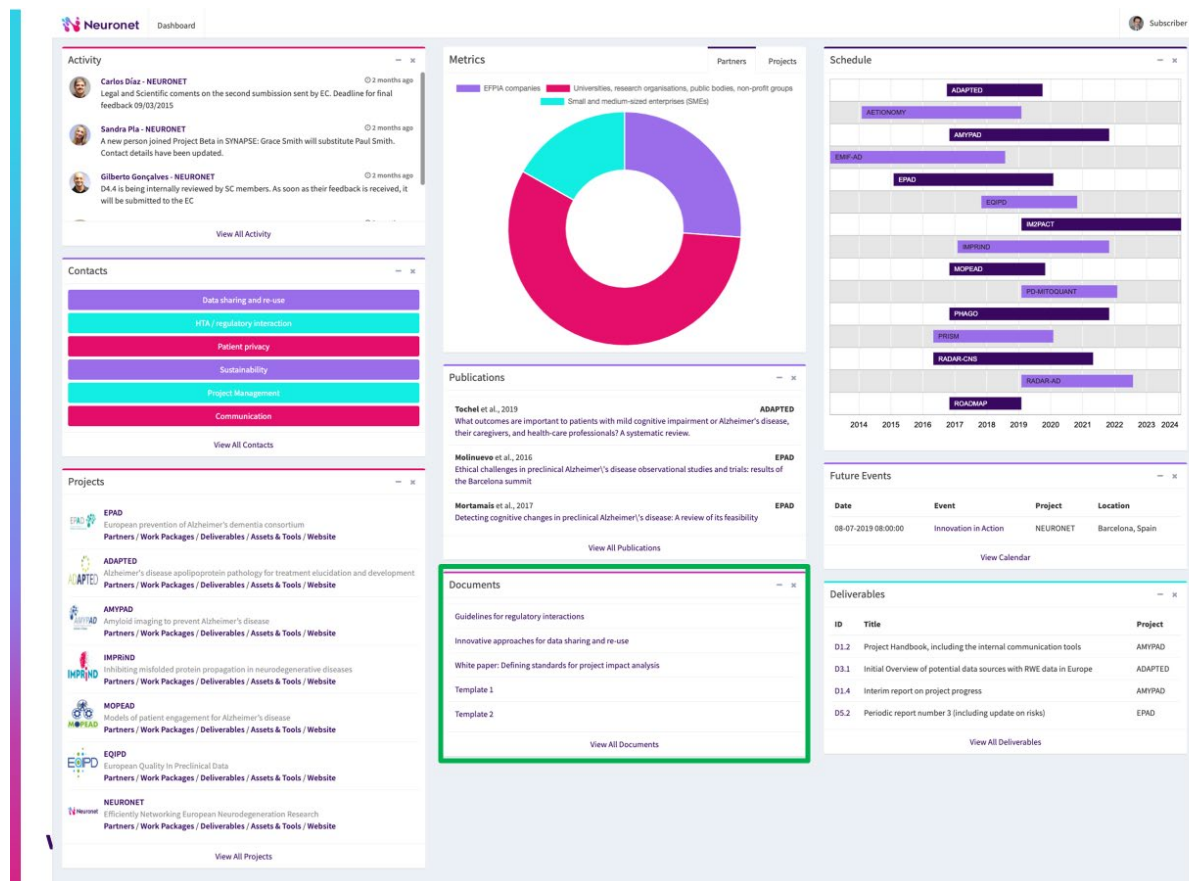 Neuronet
Dashboard
Subscriber
Activity
Carlos Díaz - NEURONET
2 months ago
Legal and Scientific coments on the second sumbission sent by EC. Deadline for final
feedback 09/03/2015
Sandra Pla - NEURONET
2 months ago
A new person joined Project Beta in SYNAPSE: Grace Smith will substitute Paul Smith.
Contact details have been updated.
Gilberto Gonçalves - NEURONET
2 months ago
D4.4 is being internally reviewed by SC members. As soon as their feedback is received, it
will be submitted to the EC
View All Activity
Contacts
Data sharing and re-use
HTA / regulatory interaction
Patient privacy
Sustainability
Project Management
Communication
View All Contacts
Projects
EPAD
European prevention of Alzheimer's dementia consortium
Partners / Work Packages / Deliverables / Assets & Tools / Website
ADAPTED
ADAPTED
Alzheimer's disease apolipoprotein pathology for treatment elucidation and development
Partners / Work Packages / Deliverables / Assets & Tools / Website
AMYPAD
AMYPAD
Amyloid imaging to prevent Alzheimer's disease
Partners / Work Packages / Deliverables / Assets & Tools / Website
IMPRiND
IMPRiND
Inhibiting misfolded protein propagation in neurodegenerative diseases
Partners / Work Packages / Deliverables / Assets & Tools / Website
MOPEAD
MOPEAD
Models of patient engagement for Alzheimer's disease
Partners / Work Packages / Deliverables / Assets & Tools / Website
EQIPD
EQIPD
European Quality In Preclinical Data
Partners / Work Packages / Deliverables / Assets & Tools / Website
Neuronet
NEURONET
Efficiently Networking European Neurodegeneration Research
Partners / Work Packages / Deliverables / Assets & Tools / Website
View All Projects
Metrics
Partners
Projects
EFPIA companies
Universities, research organisations, public bodies, non-profit groups
Small and medium-sized enterprises (SMEs)
Publications
Tochel et al., 2019
ADAPTED
What outcomes are important to patients with mild cognitive impairment or Alzheimer's disease,
their caregivers, and health-care professionals? A systematic review.
Molinuevo et al., 2016
EPAD
Ethical challenges in preclinical Alzheimer\'s disease observational studies and trials: results of
the Barcelona summit
Mortamais et al., 2017
EPAD
Detecting cognitive changes in preclinical Alzheimer\'s disease: A review of its feasibility
View All Publications
Documents
Guidelines for regulatory interactions
Innovative approaches for data sharing and re-use
White paper: Defining standards for project impact analysis
Template 1
Template 2
View All Documents
Schedule
ADAPTED
AETIONOMY
AMYPAD
EMIF-AD
EPAD
EQIPD
IM2PACT
IMPRIND
MOPEAD
PD-MITOQUANT
PHAGO
PRISM
RADAR-CNS
RADAR-AD
ROADMAP
2014 2015 2016 2017 2018 2019 2020 2021 2022 2023 2024
Future Events
Date Event Project Location
08-07-2019 08:00:00 Innovation in Action NEURONET Barcelona, Spain
View Calendar
Deliverables
ID Title Project
D1.2 Project Handbook, including the internal communication tools AMYPAD
D3.1 Initial Overview of potential data sources with RWE data in Europe ADAPTED
D1.4 Interim report on project progress AMYPAD
D5.2 Periodic report number 3 (including update on risks) EPAD
View All Deliverables